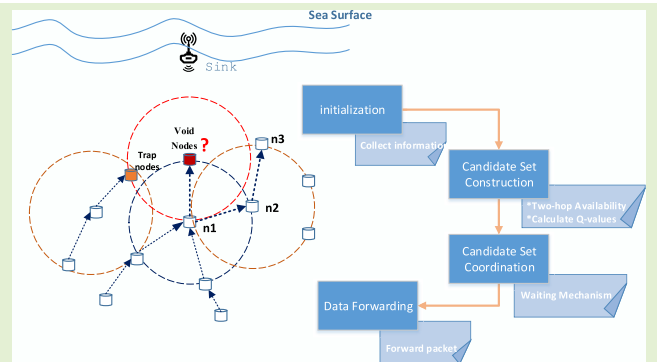 Sea Surface
Sink
Void
Nodes
?
n3
Trap
nodes
n2
n1
initialization
Collect information
Candidate Set
Construction
*Two-hop Availability
*Calculate Q-values
Candidate Set
Coordination
Waiting Mechanism
Data Forwarding
Forward packet